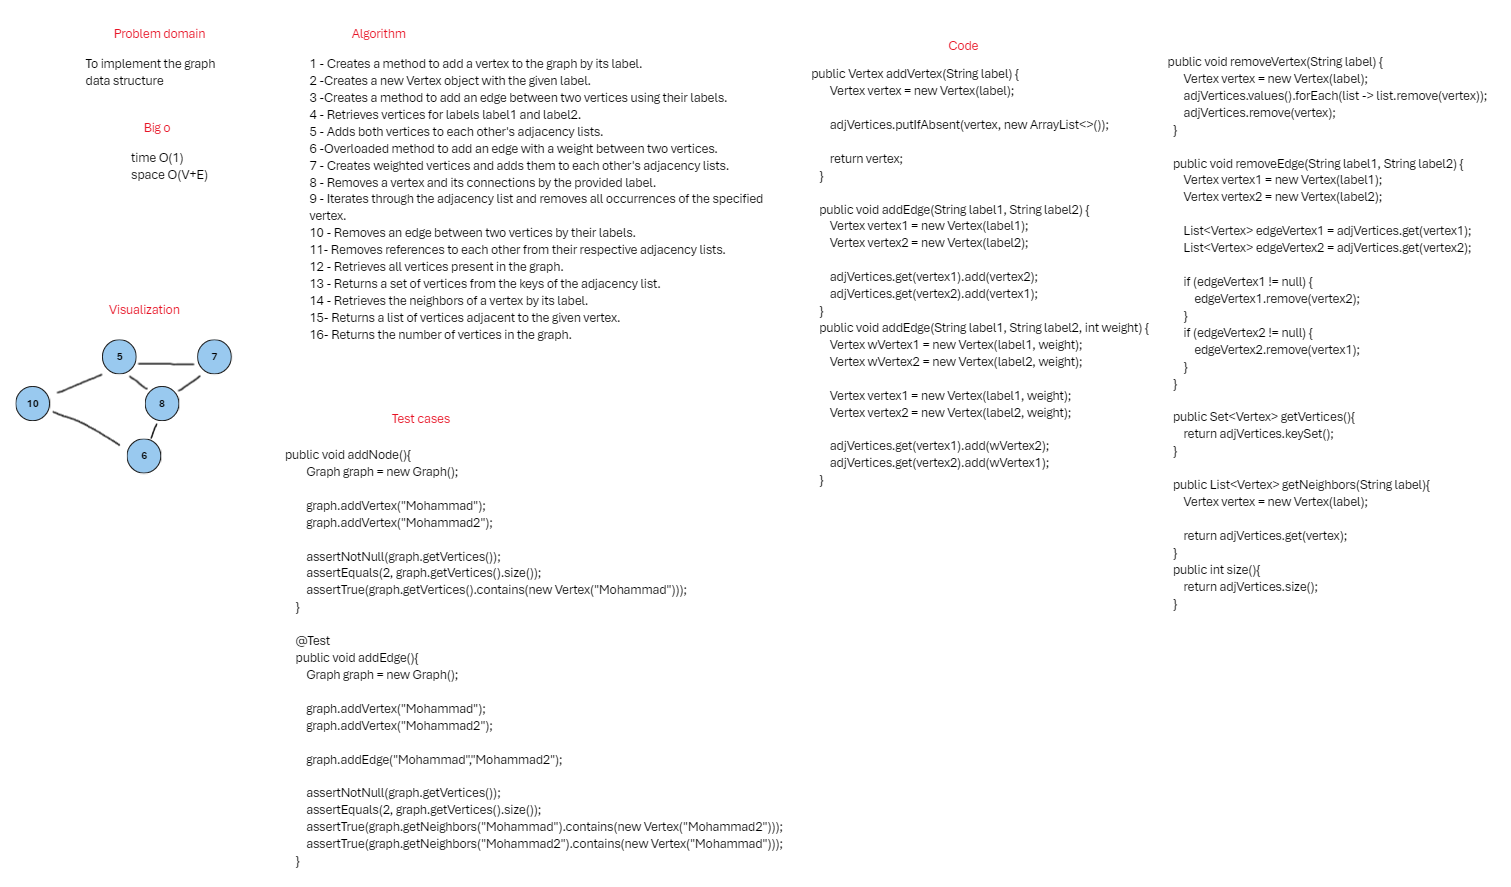 Problem domain
To implement the graph
data structure
Big o
time O(1)
space O(V+E)
Visualization
5
7
10
8
6
Algorithm
1 - Creates a method to add a vertex to the graph by its label.
2 -Creates a new Vertex object with the given label.
3 -Creates a method to add an edge between two vertices using their labels.
4 - Retrieves vertices for labels label1 and label2.
5 - Adds both vertices to each other's adjacency lists.
6 -Overloaded method to add an edge with a weight between two vertices.
7 - Creates weighted vertices and adds them to each other's adjacency lists.
8 - Removes a vertex and its connections by the provided label.
9 - Iterates through the adjacency list and removes all occurrences of the specified
vertex.
10 - Removes an edge between two vertices by their labels.
11- Removes references to each other from their respective adjacency lists.
12 - Retrieves all vertices present in the graph.
13 - Returns a set of vertices from the keys of the adjacency list.
14 - Retrieves the neighbors of a vertex by its label.
15- Returns a list of vertices adjacent to the given vertex.
16- Returns the number of vertices in the graph.
Test cases
public void addNode(){
Graph graph = new Graph();
graph.addVertex("Mohammad");
graph.addVertex("Mohammad2");
assertNotNull(graph.getVertices());
assertEquals(2, graph.getVertices().size());
assertTrue(graph.getVertices().contains(new Vertex("Mohammad")));
}
@Test
public void addEdge(){
Graph graph = new Graph();
graph.addVertex("Mohammad");
graph.addVertex("Mohammad2");
graph.addEdge("Mohammad","Mohammad2");
assertNotNull(graph.getVertices());
assertEquals(2, graph.getVertices().size());
assertTrue(graph.getNeighbors("Mohammad").contains(new Vertex("Mohammad2")));
assertTrue(graph.getNeighbors("Mohammad2").contains(new Vertex("Mohammad")));
}
Code
public Vertex addVertex(String label) {
Vertex vertex = new Vertex(label);
adjVertices.putIfAbsent(vertex, new ArrayList<>());
return vertex;
}
public void addEdge(String label1, String label2) {
Vertex vertex1 = new Vertex(label1);
Vertex vertex2 = new Vertex(label2);
adjVertices.get(vertex1).add(vertex2);
adjVertices.get(vertex2).add(vertex1);
}
public void addEdge(String label1, String label2, int weight) {
Vertex wVertex1 = new Vertex(label1, weight);
Vertex wVertex2 = new Vertex(label2, weight);
Vertex vertex1 = new Vertex(label1, weight);
Vertex vertex2 = new Vertex(label2, weight);
adjVertices.get(vertex1).add(wVertex2);
adjVertices.get(vertex2).add(wVertex1);
}
public void removeVertex(String label) {
Vertex vertex = new Vertex(label);
adjVertices.values().forEach(list -> list.remove(vertex));
adjVertices.remove(vertex);
}
public void removeEdge(String label1, String label2) {
Vertex vertex1 = new Vertex(label1);
Vertex vertex2 = new Vertex(label2);
List<Vertex> edgeVertex1 = adjVertices.get(vertex1);
List<Vertex> edgeVertex2 = adjVertices.get(vertex2);
if (edgeVertex1 != null) {
edgeVertex1.remove(vertex2);
}
if (edgeVertex2 != null) {
edgeVertex2.remove(vertex1);
}
}
public Set<Vertex> getVertices(){
return adjVertices.keySet();
}
public List<Vertex> getNeighbors(String label){
Vertex vertex = new Vertex(label);
return adjVertices.get(vertex);
}
public int size(){
return adjVertices.size();
}